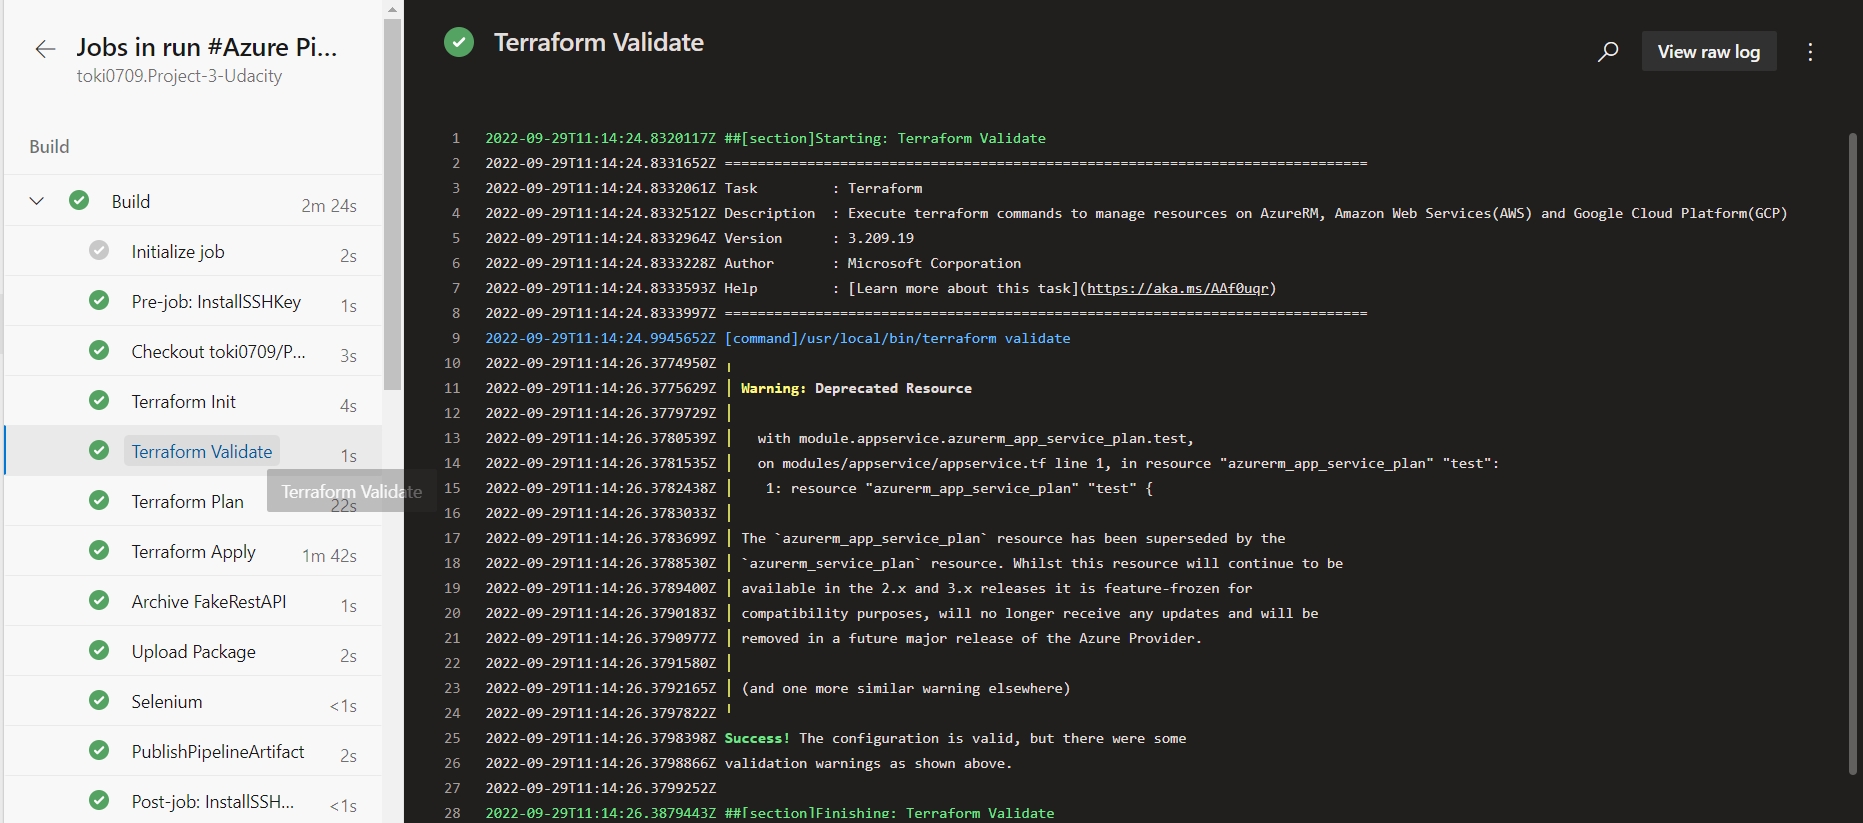 Jobs in run #Azure Pi...
toki0709.Project-3-Udacity
Build
Build 2m 24s
Initialize job 2s
Pre-job: InstallSSHKey 1s
Checkout toki0709/P... 3s
Terraform Init 4s
Terraform Validate 1s
Terraform Validate
Terraform Plan 22s
Terraform Apply 1m 42s
Archive FakeRestAPI 1s
Upload Package 2s
Selenium <1s
PublishPipelineArtifact 2s
Post-job: InstallSSH... <1s
Terraform Validate
View raw log
1 2022-09-29T11:14:24.8320117Z ##[section]Starting: Terraform Validate
2 2022-09-29T11:14:24.8331652Z ==============================================================================
3 2022-09-29T11:14:24.8332061Z Task         : Terraform
4 2022-09-29T11:14:24.8332512Z Description  : Execute terraform commands to manage resources on AzureRM, Amazon Web Services(AWS) and Google Cloud Platform(GCP)
5 2022-09-29T11:14:24.8332964Z Version      : 3.209.19
6 2022-09-29T11:14:24.8333228Z Author       : Microsoft Corporation
7 2022-09-29T11:14:24.8333593Z Help         : [Learn more about this task](https://aka.ms/AAf0uqr)
8 2022-09-29T11:14:24.8333997Z ==============================================================================
9 2022-09-29T11:14:24.9945652Z [command]/usr/local/bin/terraform validate
10 2022-09-29T11:14:26.3774950Z ╷
11 2022-09-29T11:14:26.3775629Z │ Warning: Deprecated Resource
12 2022-09-29T11:14:26.3779729Z │
13 2022-09-29T11:14:26.3780539Z │   with module.appservice.azurerm_app_service_plan.test,
14 2022-09-29T11:14:26.3781535Z │   on modules/appservice/appservice.tf line 1, in resource "azurerm_app_service_plan" "test":
15 2022-09-29T11:14:26.3782438Z │    1: resource "azurerm_app_service_plan" "test" {
16 2022-09-29T11:14:26.3783033Z │
17 2022-09-29T11:14:26.3783699Z │ The `azurerm_app_service_plan` resource has been superseded by the
18 2022-09-29T11:14:26.3788530Z │ `azurerm_service_plan` resource. Whilst this resource will continue to be
19 2022-09-29T11:14:26.3789400Z │ available in the 2.x and 3.x releases it is feature-frozen for
20 2022-09-29T11:14:26.3790183Z │ compatibility purposes, will no longer receive any updates and will be
21 2022-09-29T11:14:26.3790977Z │ removed in a future major release of the Azure Provider.
22 2022-09-29T11:14:26.3791580Z │
23 2022-09-29T11:14:26.3792165Z │ (and one more similar warning elsewhere)
24 2022-09-29T11:14:26.3797822Z ╵
25 2022-09-29T11:14:26.3798398Z Success! The configuration is valid, but there were some
26 2022-09-29T11:14:26.3798866Z validation warnings as shown above.
27 2022-09-29T11:14:26.3799252Z
28 2022-09-29T11:14:26.3879443Z ##[section]Finishing: Terraform Validate